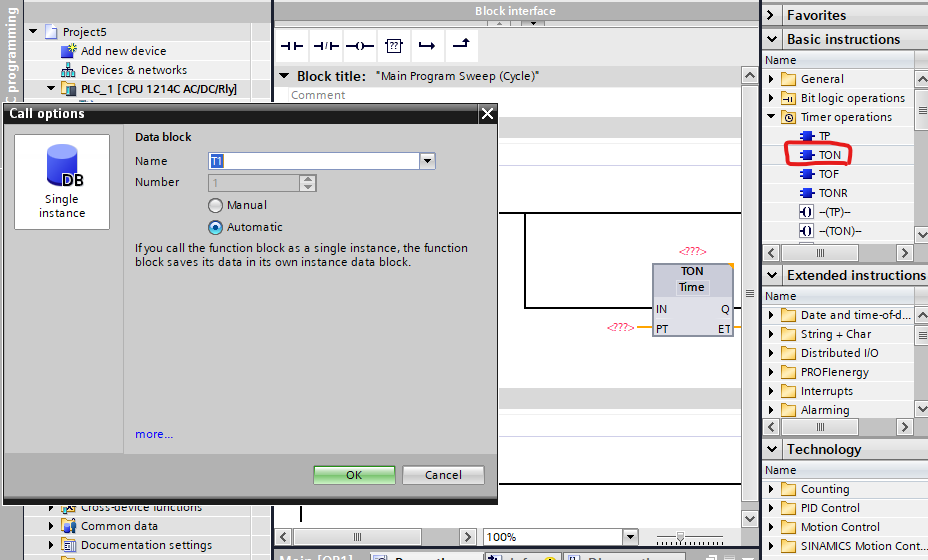 C programming
Project5
Add new device
Devices & networks
PLC_1 [CPU 1214C AC/DC/Rly]
Call options
DB
Single
instance
Data block
Name
T1
Number
1
Manual
Automatic
If you call the function block as a single instance, the function
block saves its data in its own instance data block.
more...
OK
Cancel
Cross-device functions
Common data
Documentation settings
Block interface
??
Block title: "Main Program Sweep (Cycle)"
Comment
<???>
TON
Time
IN
Q
<???>
PT
ET
100%
Main [OB1]
Favorites
Basic instructions
Name
General
Bit logic operations
Timer operations
TP
TON
TOF
TONR
–(TP)–
–(TON)–
Extended instructions
Name
Date and time-of-d...
String + Char
Distributed I/O
PROFIenergy
Interrupts
Alarming
Technology
Name
Counting
PID Control
Motion Control
SINAMICS Motion Cont...